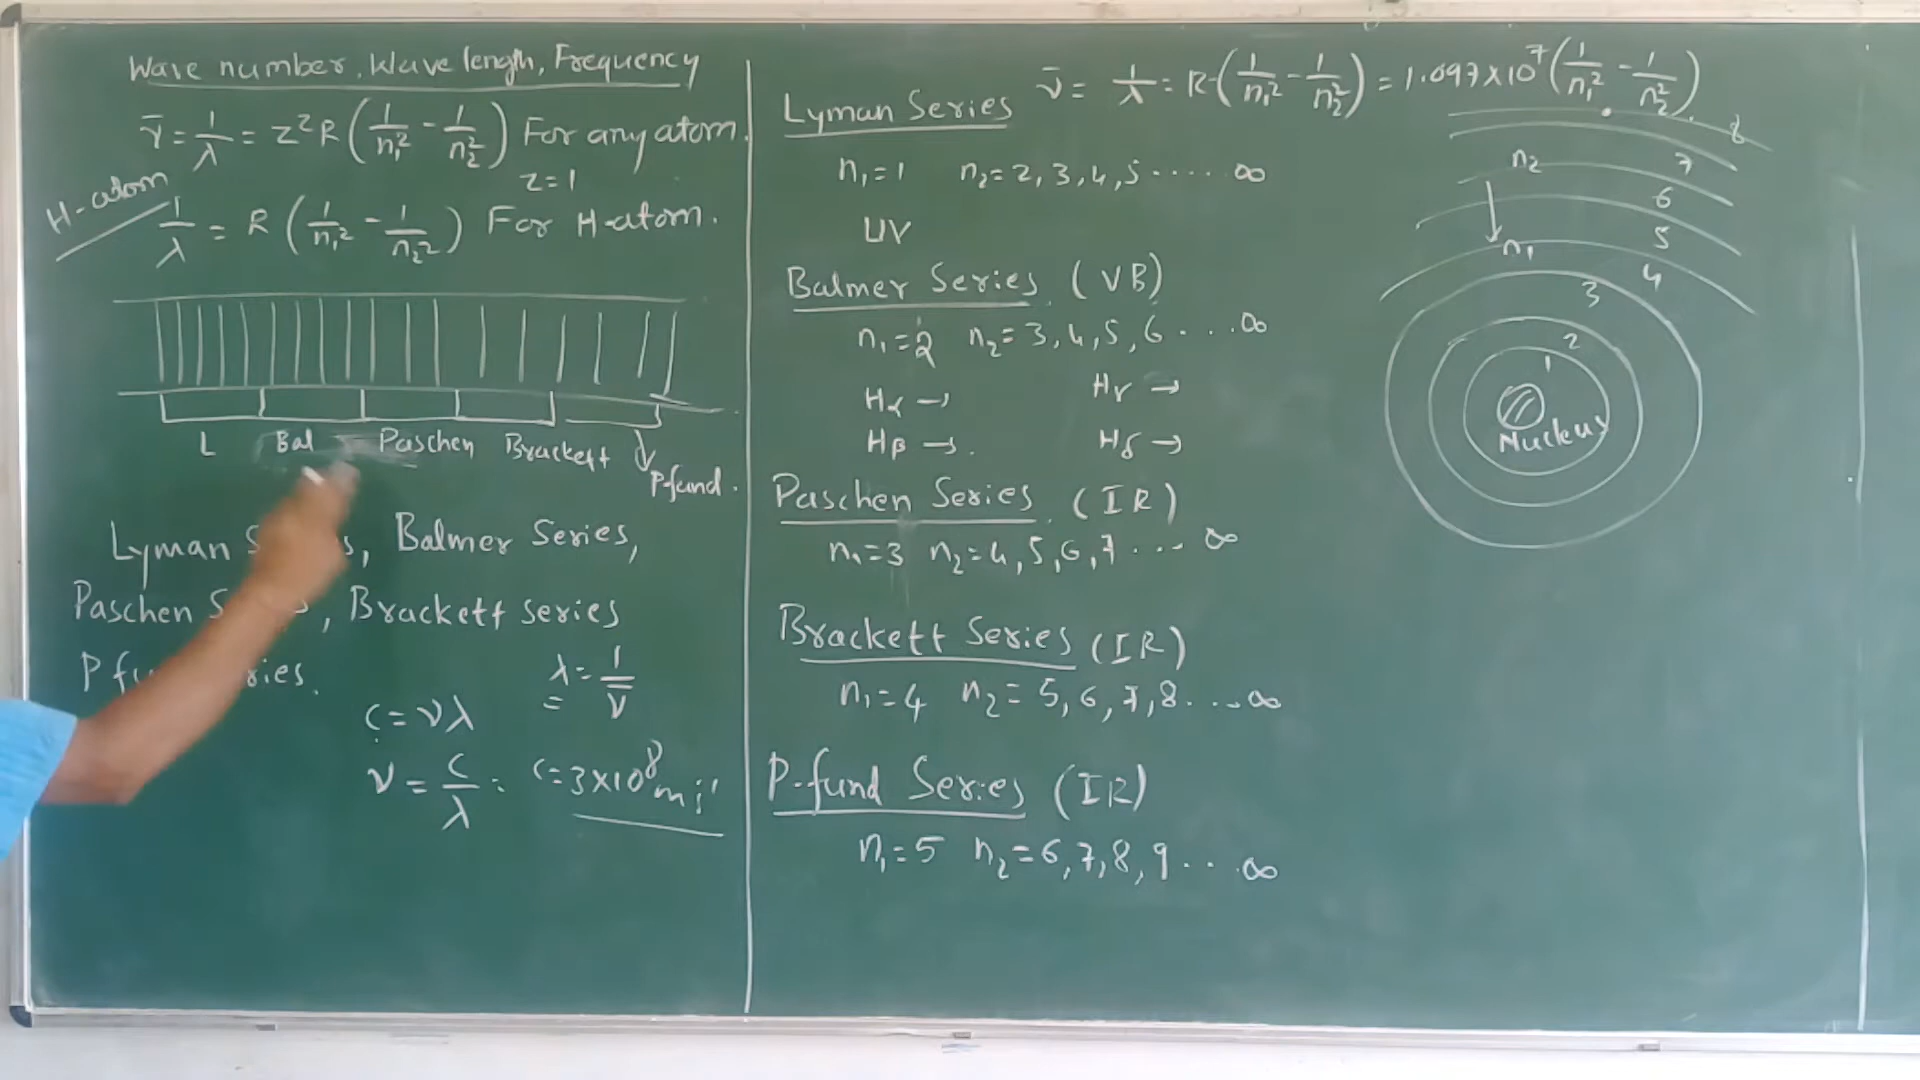 Wave number, Wave length, Frequency
ν̄ = 1/λ = Z²R(1/n₁² - 1/n₂²) For any atom.
H-atom
Z=1
1/λ = R(1/n₁² - 1/n₂²) For H-atom.
L Bal Paschen Brackett
P-fund.
Lyman S s, Balmer Series,
Paschen S s, Brackett series
P fu ries.
λ = 1/ν̄
c = νλ
ν = c/λ : c=3×10⁸ m s⁻¹
Lyman Series ν̄ = 1/λ = R(1/n₁² - 1/n₂²) = 1.097×10⁷(1/n₁² - 1/n₂²).
n₁=1 n₂=2, 3, 4, 5 ..... ∞
UV
Balmer Series (VB)
n₁=2 n₂=3, 4, 5, 6 .... ∞
Hα → Hγ →
Hβ →. Hδ →
Paschen Series (IR)
n₁=3 n₂=4, 5, 6, 7 .... ∞
Brackett Series (IR)
n₁=4 n₂=5, 6, 7, 8 .... ∞
P-fund Series (IR)
n₁=5 n₂=6, 7, 8, 9 ... ∞
8
n₂ 7
6
n₁ 5
4
3
2
1
Nucleus